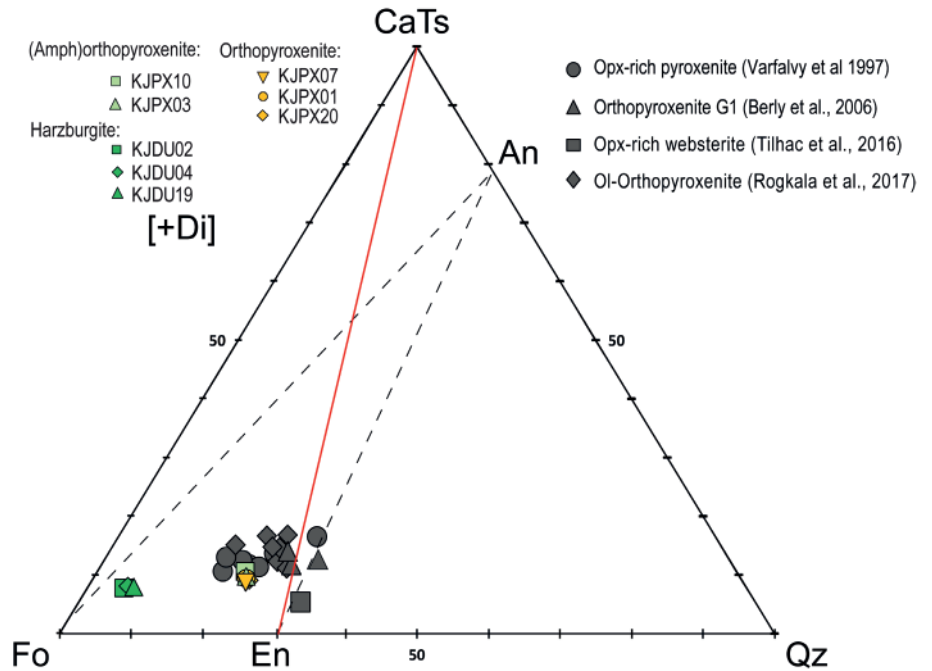 CaTs
(Amph)orthopyroxenite:
KJPX10
KJPX03
Harzburgite:
KJDU02
KJDU04
KJDU19
Orthopyroxenite:
KJPX07
KJPX01
KJPX20
Opx-rich pyroxenite (Varfalvy et al 1997)
Orthopyroxenite G1 (Berly et al., 2006)
Opx-rich websterite (Tilhac et al., 2016)
Ol-Orthopyroxenite (Rogkala et al., 2017)
An
[+Di]
50
50
Fo
En
50
Qz